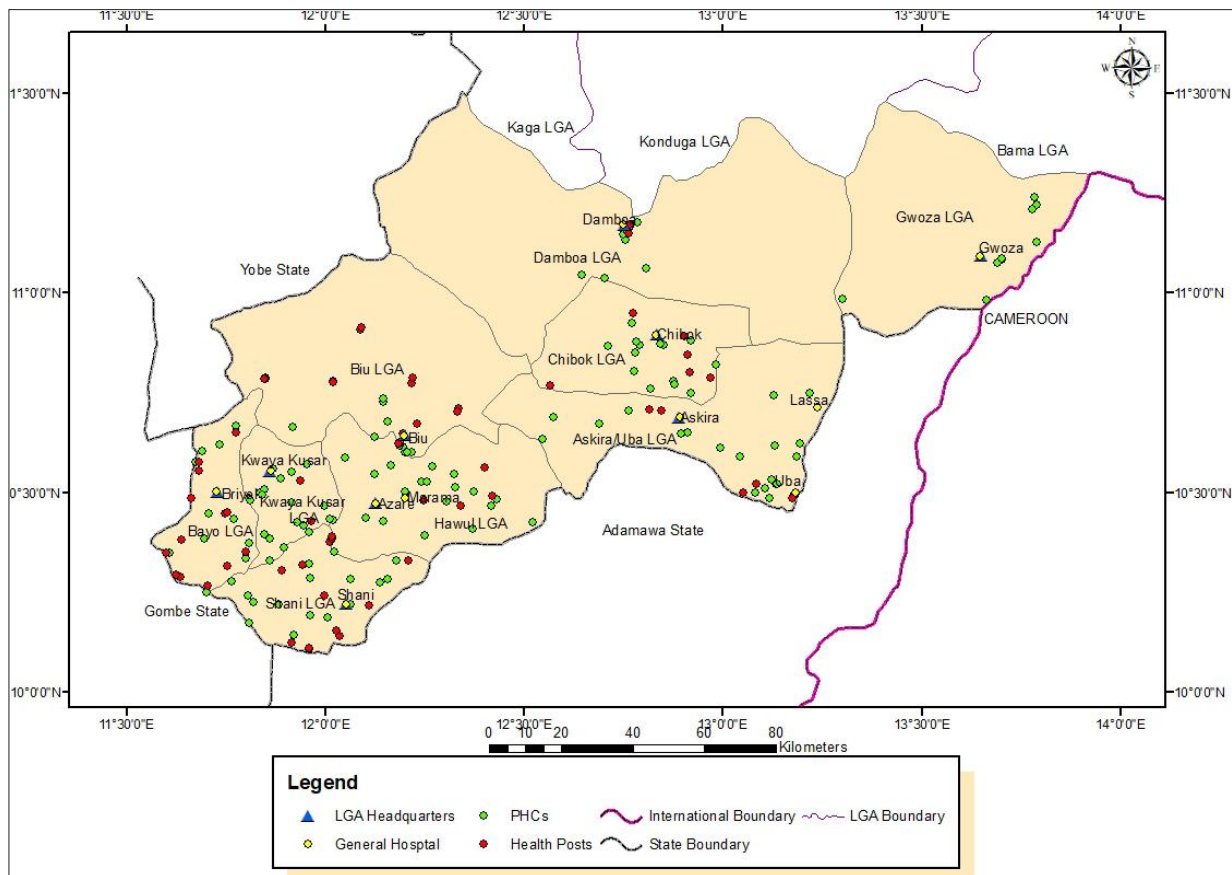 11°30'0"E 12°0'0"E 12°30'0"E 13°0'0"E 13°30'0"E 14°0'0"E
N
W E
S
1°30'0"N 11°30'0"N
Kaga LGA
Konduga LGA
Bama LGA
Damboa
Gwoza LGA
Gwoza
Damboa LGA
Yobe State
11°0'0"N 11°0'0"N
CAMEROON
Chibok
Chibok LGA
Biu LGA
Lassa
Askira
Askira/Uba LGA
Biu
Kwaya Kusar
Uba
0°30'0"N 10°30'0"N
Marama
Azare
Kwaya Kusar
LGA
Hawul LGA
Bayo LGA
Adamawa State
Shani
Shani LGA
Gombe State
10°0'0"N 10°0'0"N
11°30'0"E 12°0'0"E 12°30'0"E 13°0'0"E 13°30'0"E 14°0'0"E
0 10 20 40 60 80
Kilometers
Legend
LGA Headquarters PHCs International Boundary LGA Boundary
General Hosptal Health Posts State Boundary